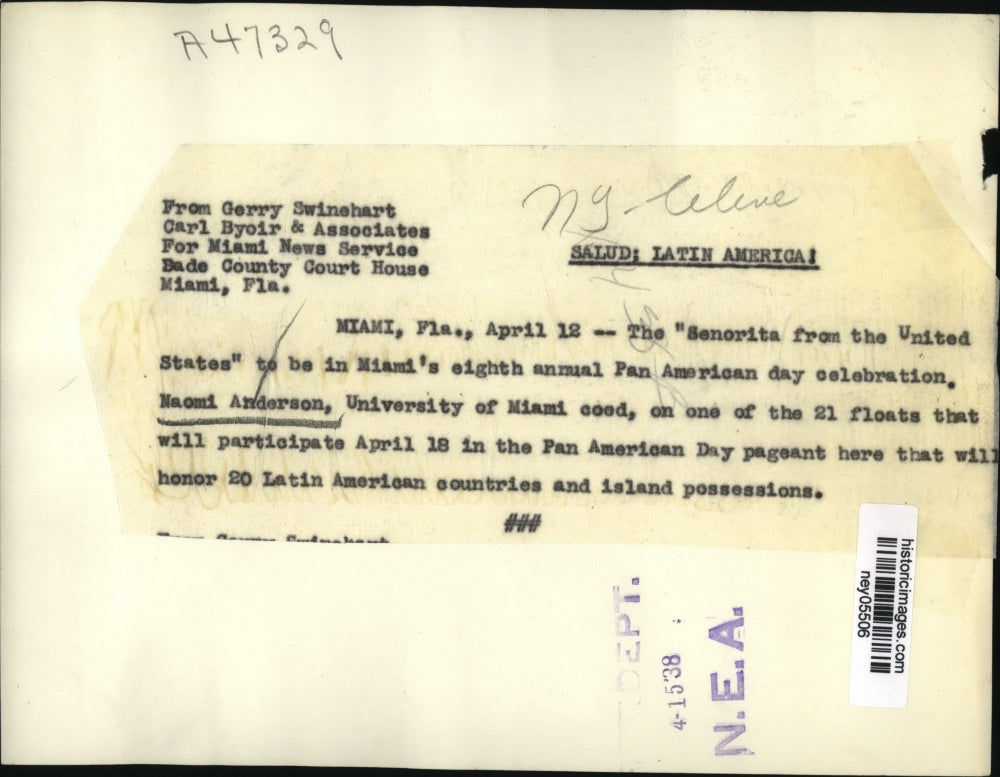 A47329
From Gerry Swinehart
Carl Byoir & Associates
For Miami News Service
Dade County Court House
Miami, Fla.
NY
SALUD; LATIN AMERICA!
MIAMI, Fla., April 12 -- The "Senorita from the United
States" to be in Miami's eighth annual Pan American day celebration.
Naomi Anderson, University of Miami coed, on one of the 21 floats that
will participate April 18 in the Pan American Day pageant here that will
honor 20 Latin American countries and island possessions.
###
From Gerry Swinehart
DEPT.
4-15 38
N.E.A.
historicimages.com
ney05506